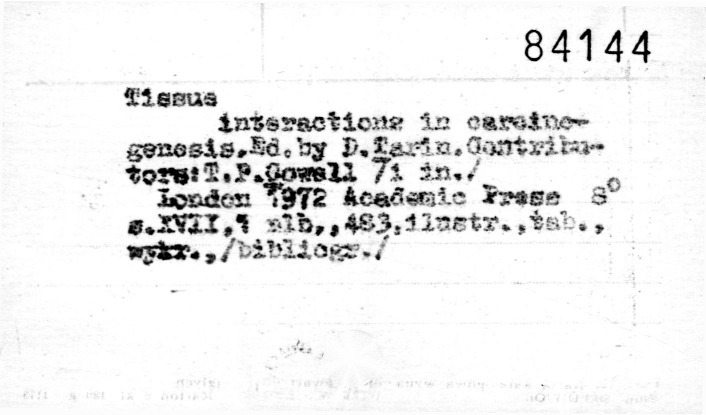 84144
Tissue
interactions in carcino-
genesis.Ed.by D.Tarin.Contribu-
tors:T.P.Cowell /i in./
London 1972 Academic Press 8°
s.XVII,1 nlb.,483,ilustr.,tab.,
wykr.,/bibliogr./